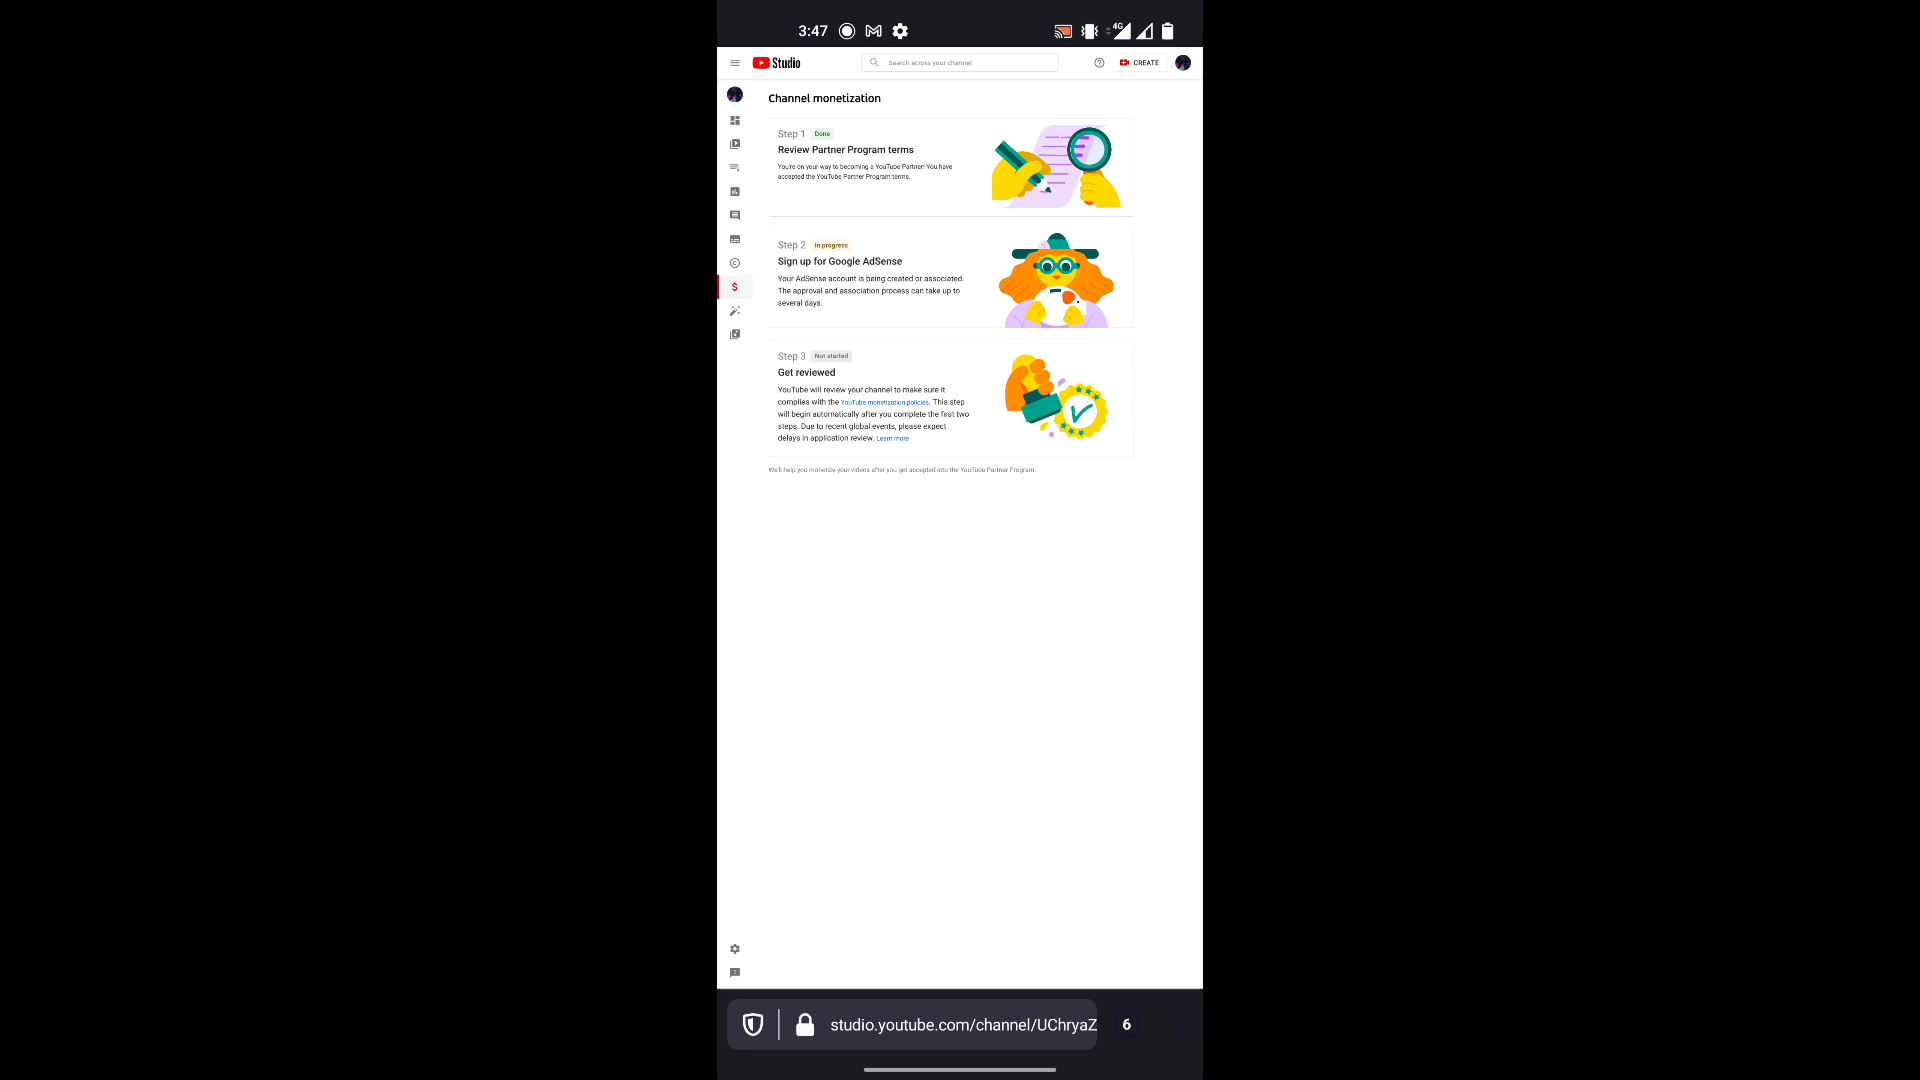 3:47
4G
Studio
Search across your channel
CREATE
Channel monetization
Step 1 Done
Review Partner Program terms
You're on your way to becoming a YouTube Partner! You have
accepted the YouTube Partner Program terms.
Step 2 In progress
Sign up for Google AdSense
Your AdSense account is being created or associated.
The approval and association process can take up to
several days.
Step 3 Not started
Get reviewed
YouTube will review your channel to make sure it
complies with the YouTube monetization policies. This step
will begin automatically after you complete the first two
steps. Due to recent global events, please expect
delays in application review. Learn more
We'll help you monetize your videos after you get accepted into the YouTube Partner Program.
studio.youtube.com/channel/UChryaZ
6